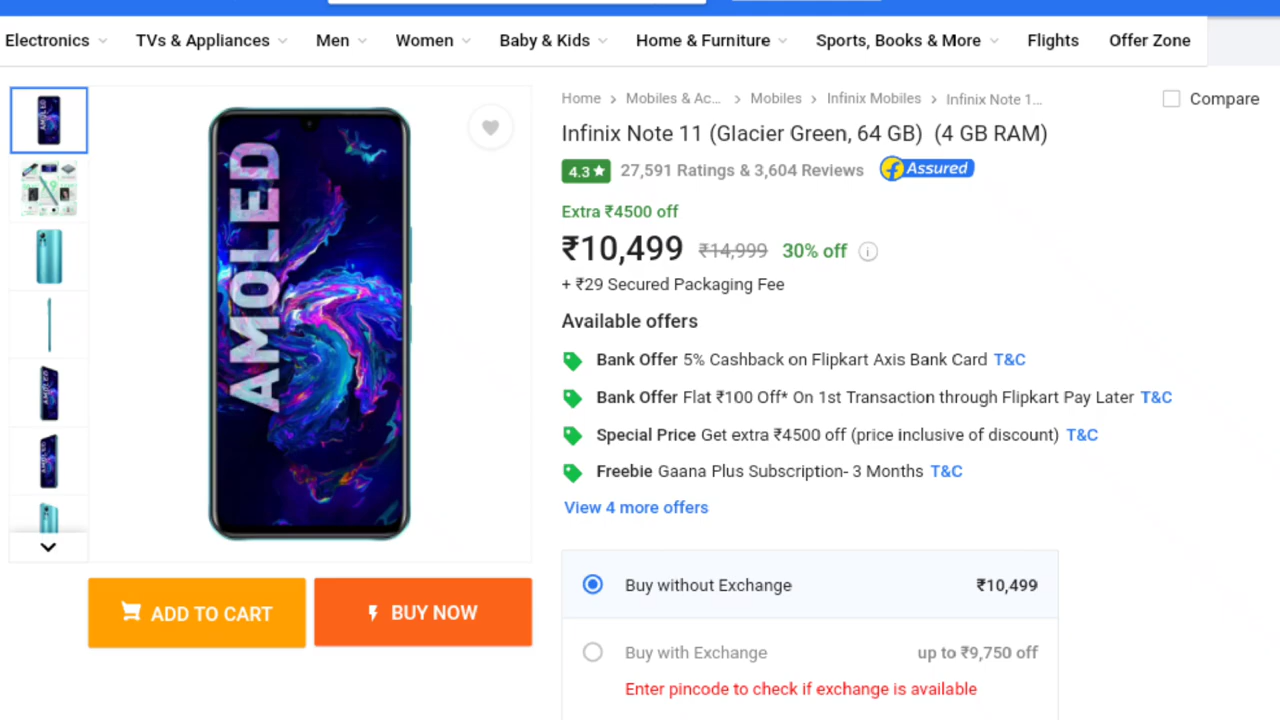 Electronics TVs & Appliances Men Women Baby & Kids Home & Furniture Sports, Books & More Flights Offer Zone
Home > Mobiles & Ac... > Mobiles > Infinix Mobiles > Infinix Note 1...
Compare
Infinix Note 11 (Glacier Green, 64 GB) (4 GB RAM)
4.3★ 27,591 Ratings & 3,604 Reviews f Assured
Extra ₹4500 off
₹10,499 ₹14,999 30% off i
+ ₹29 Secured Packaging Fee
Available offers
Bank Offer 5% Cashback on Flipkart Axis Bank Card T&C
Bank Offer Flat ₹100 Off* On 1st Transaction through Flipkart Pay Later T&C
Special Price Get extra ₹4500 off (price inclusive of discount) T&C
Freebie Gaana Plus Subscription- 3 Months T&C
View 4 more offers
Buy without Exchange ₹10,499
Buy with Exchange up to ₹9,750 off
Enter pincode to check if exchange is available
AMOLED
ADD TO CART
BUY NOW